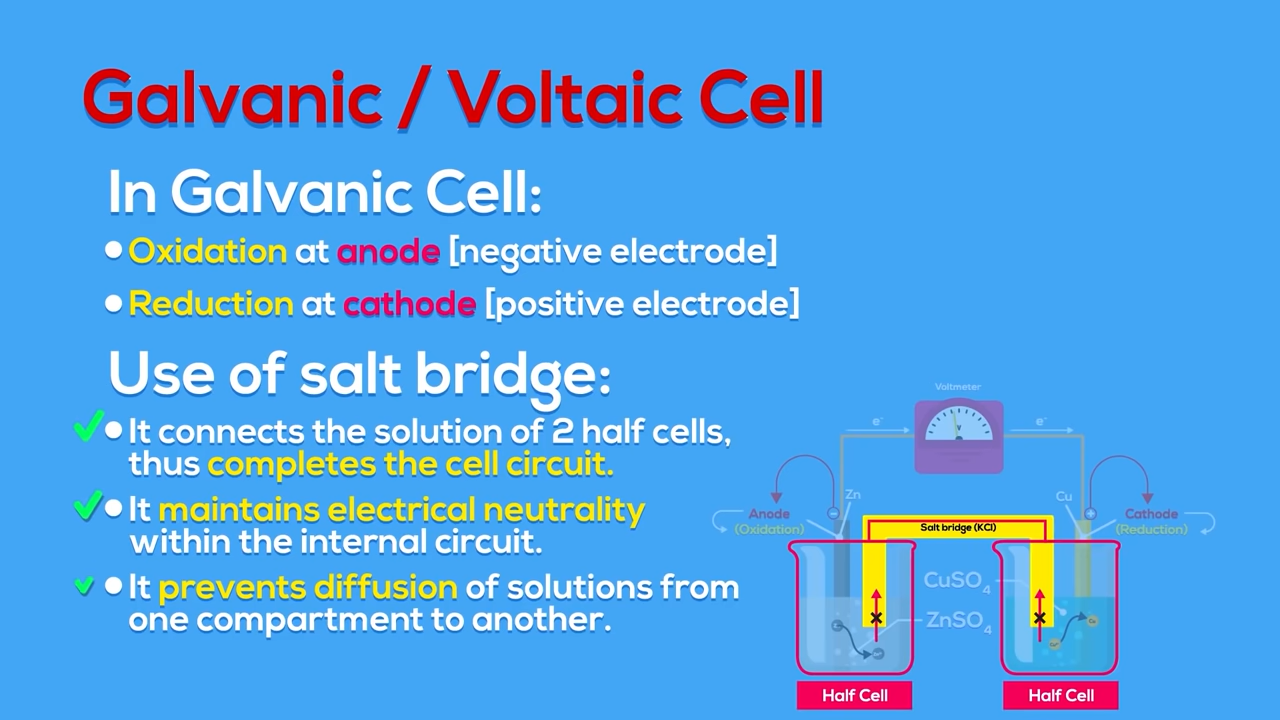 Galvanic / Voltaic Cell
In Galvanic Cell:
Oxidation at anode [negative electrode]
Reduction at cathode [positive electrode]
Use of salt bridge:
It connects the solution of 2 half cells,
thus completes the cell circuit.
It maintains electrical neutrality
within the internal circuit.
It prevents diffusion of solutions from
one compartment to another.
Voltmeter
V
e⁻
e⁻
Zn
Cu
Anode
(Oxidation)
Cathode
(Reduction)
Salt bridge (KCl)
CuSO₄
ZnSO₄
Half Cell
Half Cell